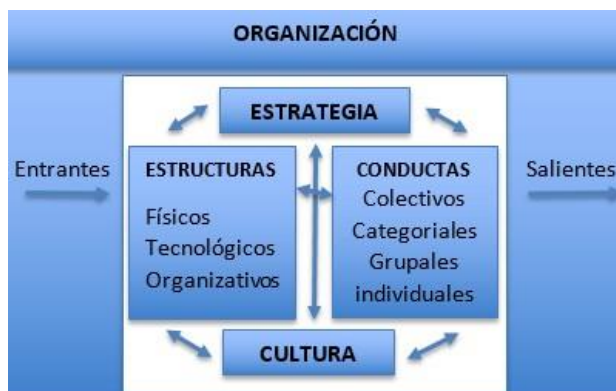 ORGANIZACIÓN
ESTRATEGIA
Entrantes
ESTRUCTURAS
Físicos
Tecnológicos
Organizativos
CONDUCTAS
Colectivos
Categoriales
Grupales
individuales
Salientes
CULTURA